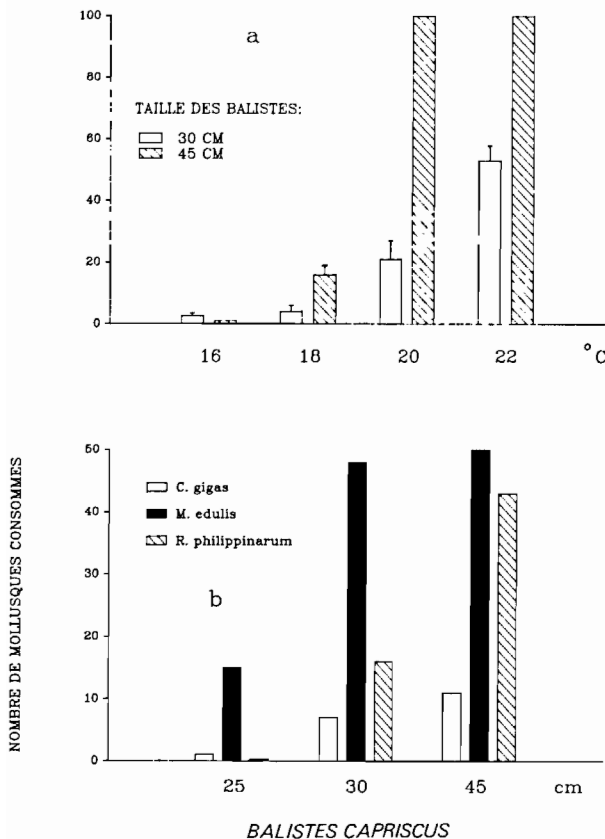 100
a
80
TAILLE DES BALISTES:
30 CM
45 CM
60
40
20
0
16 18 20 22 °C
NOMBRE DE MOLLUSQUES CONSOMMES
50
C. gigas
40
M. edulis
R. philippinarum
30
b
20
10
0
25 30 45 cm
BALISTES CAPRISCUS